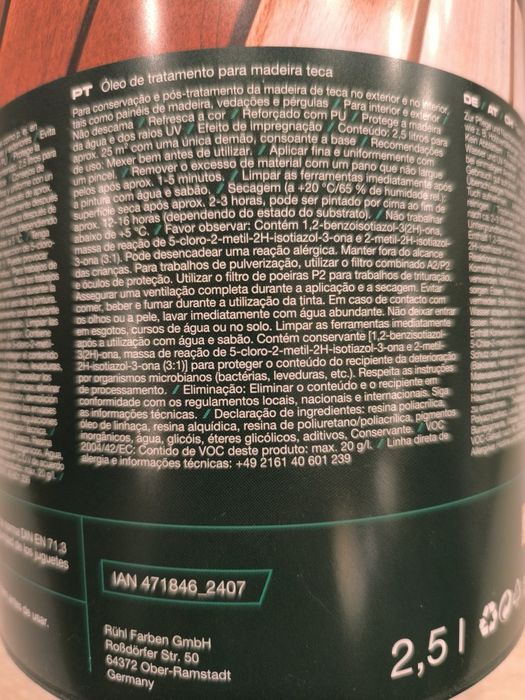 PT Óleo de tratamento para madeira teca
Para conservação e pós-tratamento da madeira de teca no exterior e no interior,
tais como painéis de madeira, vedações e pérgulas / Para interior e exterior /
Não descama / Refresca a cor / Reforçado com PU / Protege a madeira
da água e dos raios UV / Efeito de impregnação / Conteúdo: 2,5 litros para
aprox. 25 m² com uma única demão, consoante a base / Recomendações
de uso: Mexer bem antes de utilizar. / Aplicar fina e uniformemente com
um pincel. / Remover o excesso de material com um pano que não largue
pelos após aprox. 1-5 minutos. / Limpar as ferramentas imediatamente após
a pintura com água e sabão. / Secagem (a +20 °C/65 % de humidade rel.):
superfície seca após aprox. 2-3 horas, pode ser pintado por cima ao fim de
aprox. 12-16 horas (dependendo do estado do substrato). / Não trabalhar
abaixo de +5 °C. / Favor observar: Contém 1,2-benzoisotiazol-3(2H)-ona,
massa de reação de 5-cloro-2-metil-2H-isotiazol-3-ona e 2-metil-2H-isotiazol-
3-ona (3:1). Pode desencadear uma reação alérgica. Manter fora do alcance
das crianças. Para trabalhos de pulverização, utilizar o filtro combinado A2/P2
e óculos de proteção. Utilizar o filtro de poeiras P2 para trabalhos de trituração.
Assegurar uma ventilação completa durante a aplicação e a secagem. Evitar
comer, beber e fumar durante a utilização da tinta. Em caso de contacto com
os olhos ou a pele, lavar imediatamente com água abundante. Não deixar entrar
em esgotos, cursos de água ou no solo. Limpar as ferramentas imediatamente
após a utilização com água e sabão. Contém conservante [1,2-benzisotiazol-
3(2H)-ona, massa de reação de 5-cloro-2-metil-2H-isotiazol-3-ona e 2-metil-
2H-isotiazol-3-ona (3:1)] para proteger o conteúdo do recipiente da deterioração
por organismos microbianos (bactérias, leveduras, etc.). Respeita as instruções
de processamento. / Eliminação: Eliminar o conteúdo e o recipiente em
conformidade com os regulamentos locais, nacionais e internacionais. Siga
as informações técnicas. / Declaração de ingredientes: resina poliacrílica,
óleo de linhaça, resina alquídica, resina de poliuretano/poliacrílica, pigmentos
inorgânicos, água, glicóis, éteres glicólicos, aditivos, Conservante / VOC
2004/42/EC: Contido de VOC deste produto: max. 20 g/l. / Linha direta de
alergia e informações técnicas: +49 2161 40 601 239
DIN EN 71.3
de los juguetes
de usar.
IAN 471846_2407
Rühl Farben GmbH
Roßdörfer Str. 50
64372 Ober-Ramstadt
Germany
2,5 l
DE / AT / CH